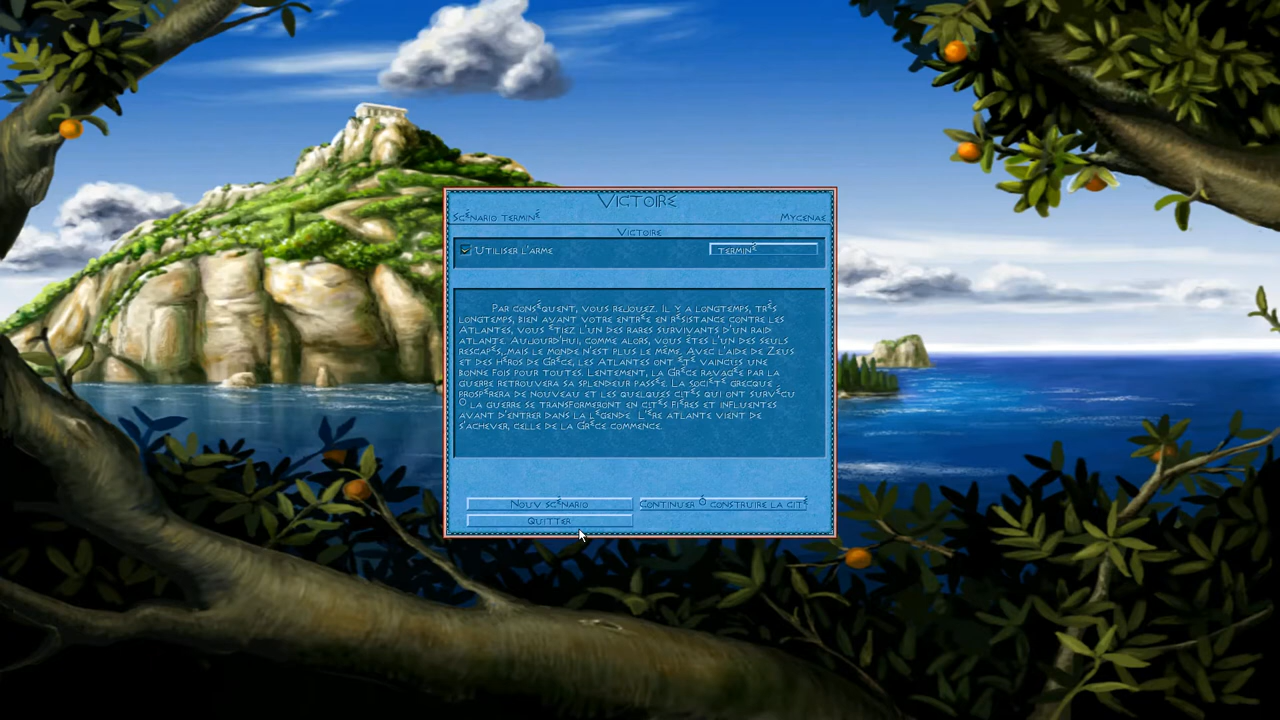 Victoire
Scénario terminé Mycenae
Victoire
Utiliser l'arme terminé
Par conséquent, vous rejouez. Il y a longtemps, très
longtemps, bien avant votre entrée en résistance contre les
Atlantes, vous étiez l'un des rares survivants d'un raid
atlante. Aujourd'hui, comme alors, vous êtes l'un des seuls
rescapés, mais le monde n'est plus le même. Avec l'aide de Zeus
et des héros de Grèce, les Atlantes ont été vaincus une
bonne fois pour toutes. Lentement, la Grèce ravagée par la
guerre retrouvera sa splendeur passée. La société grecque
prospérera de nouveau et les quelques cités qui ont survécu
à la guerre se transformeront en cités fières et influentes
avant d'entrer dans la légende. L'ère atlante vient de
s'achever, celle de la Grèce commence.
Nouv scénario Continuer à construire la cité
Quitter